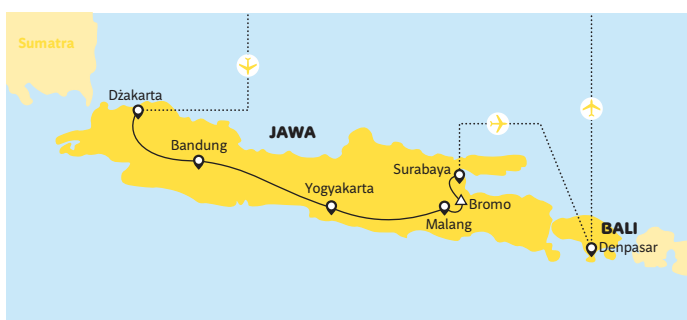 Sumatra
Dżakarta
JAWA
Bandung
Surabaya
Yogyakarta
Bromo
Malang
BALI
Denpasar